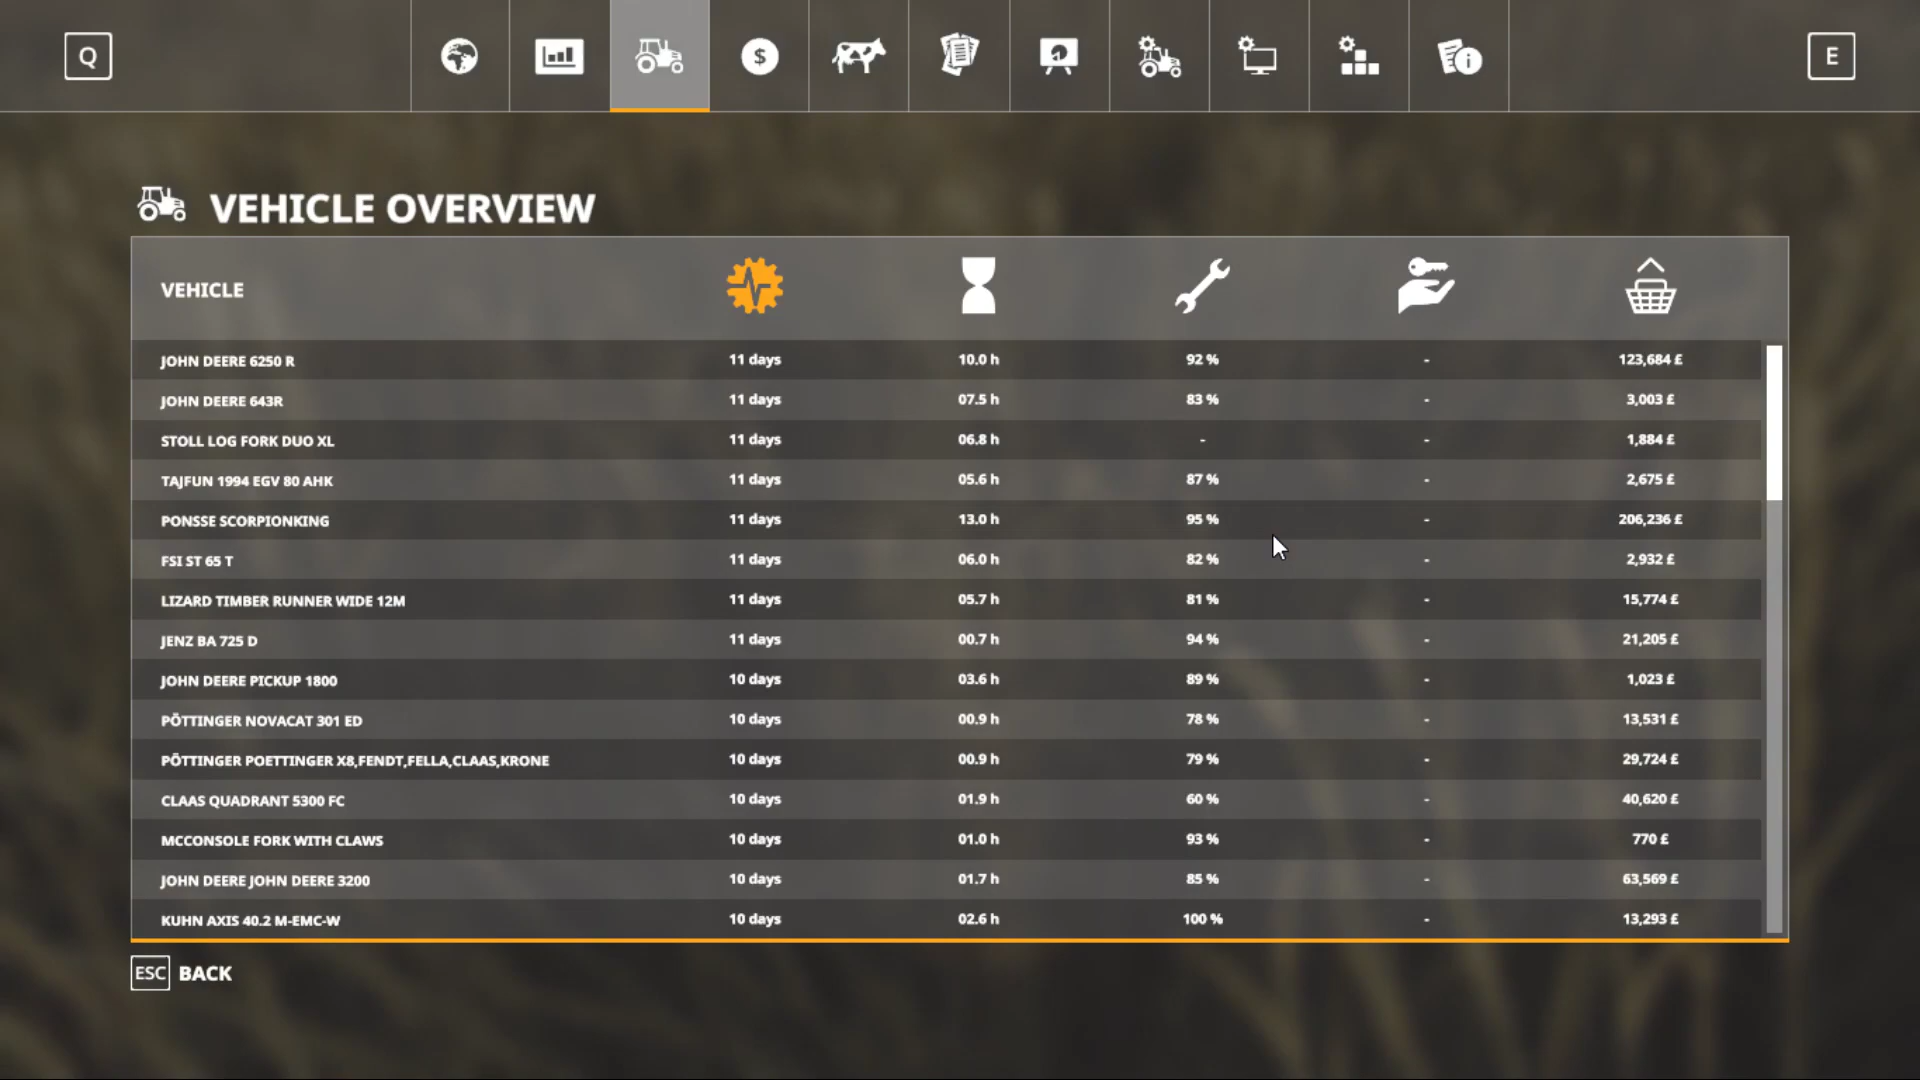 Q
$
E
VEHICLE OVERVIEW
VEHICLE
JOHN DEERE 6250 R 11 days 10.0 h 92 % - 123,684 £
JOHN DEERE 643R 11 days 07.5 h 83 % - 3,003 £
STOLL LOG FORK DUO XL 11 days 06.8 h - - 1,884 £
TAJFUN 1994 EGV 80 AHK 11 days 05.6 h 87 % - 2,675 £
PONSSE SCORPIONKING 11 days 13.0 h 95 % - 206,236 £
FSI ST 65 T 11 days 06.0 h 82 % - 2,932 £
LIZARD TIMBER RUNNER WIDE 12M 11 days 05.7 h 81 % - 15,774 £
JENZ BA 725 D 11 days 00.7 h 94 % - 21,205 £
JOHN DEERE PICKUP 1800 10 days 03.6 h 89 % - 1,023 £
PÖTTINGER NOVACAT 301 ED 10 days 00.9 h 78 % - 13,531 £
PÖTTINGER POETTINGER X8,FENDT,FELLA,CLAAS,KRONE 10 days 00.9 h 79 % - 29,724 £
CLAAS QUADRANT 5300 FC 10 days 01.9 h 60 % - 40,620 £
MCCONSOLE FORK WITH CLAWS 10 days 01.0 h 93 % - 770 £
JOHN DEERE JOHN DEERE 3200 10 days 01.7 h 85 % - 63,569 £
KUHN AXIS 40.2 M-EMC-W 10 days 02.6 h 100 % - 13,293 £
ESC BACK